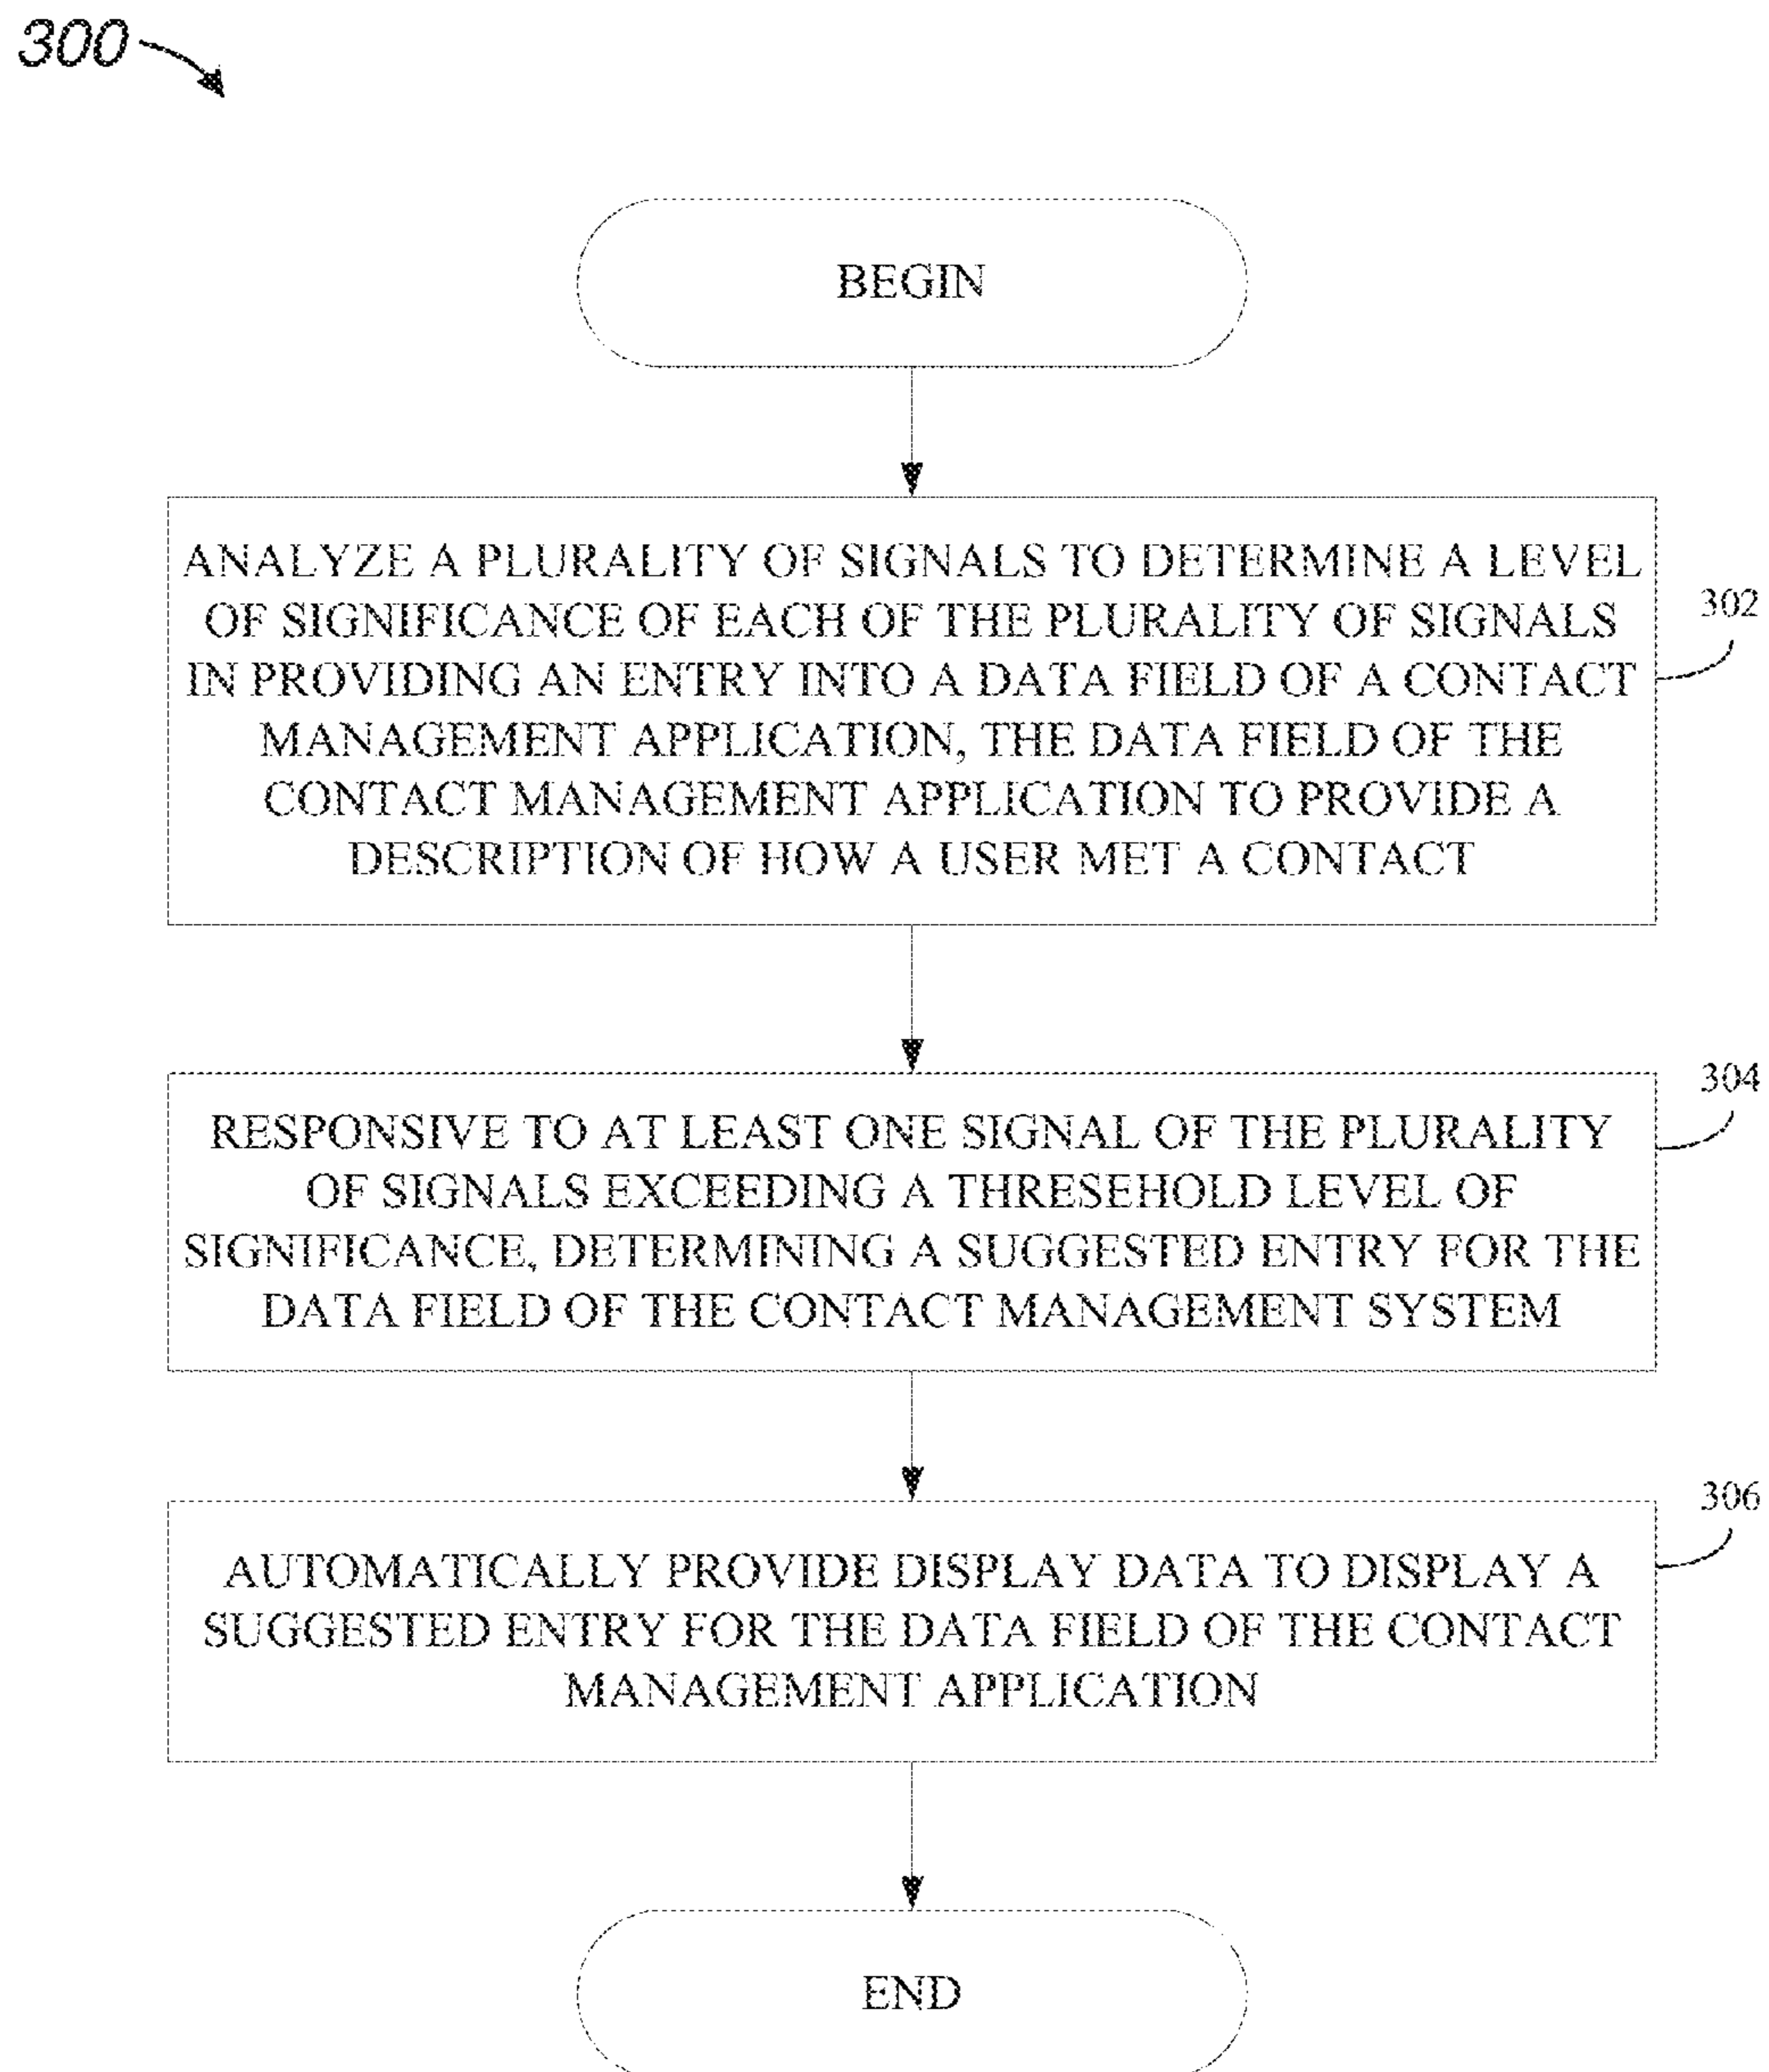 300
BEGIN
ANALYZE A PLURALITY OF SIGNALS TO DETERMINE A LEVEL
OF SIGNIFICANCE OF EACH OF THE PLURALITY OF SIGNALS
IN PROVIDING AN ENTRY INTO A DATA FIELD OF A CONTACT
MANAGEMENT APPLICATION, THE DATA FIELD OF THE
CONTACT MANAGEMENT APPLICATION TO PROVIDE A
DESCRIPTION OF HOW A USER MET A CONTACT
302
RESPONSIVE TO AT LEAST ONE SIGNAL OF THE PLURALITY
OF SIGNALS EXCEEDING A THRESEHOLD LEVEL OF
SIGNIFICANCE, DETERMINING A SUGGESTED ENTRY FOR THE
DATA FIELD OF THE CONTACT MANAGEMENT SYSTEM
304
AUTOMATICALLY PROVIDE DISPLAY DATA TO DISPLAY A
SUGGESTED ENTRY FOR THE DATA FIELD OF THE CONTACT
MANAGEMENT APPLICATION
306
END